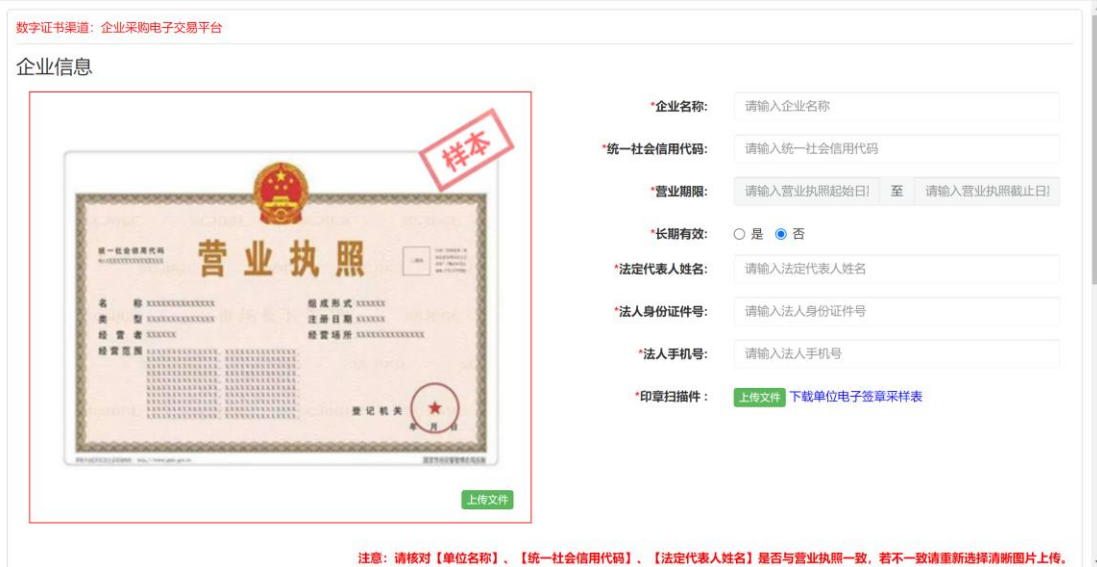 数字证书渠道：企业采购电子交易平台
企业信息
样本
统一社会信用代码
营业执照
名 称 XXXXXXXXXXXXX
类 型 XXXXXXXXXXXXX
经 营 者 XXXXXX
经营范围
组成形式 XXXXXX
注册日期 XXXXXX
经营场所 XXXXXXXXXXXXX
登记机关
年 月 日
上传文件
*企业名称: 请输入企业名称
*统一社会信用代码: 请输入统一社会信用代码
*营业期限: 请输入营业执照起始日 至 请输入营业执照截止日
*长期有效: 是 否
*法定代表人姓名: 请输入法定代表人姓名
*法人身份证件号: 请输入法人身份证件号
*法人手机号: 请输入法人手机号
*印章扫描件： 上传文件 下载单位电子签章采样表
注意：请核对【单位名称】、【统一社会信用代码】、【法定代表人姓名】是否与营业执照一致，若不一致请重新选择清晰图片上传。